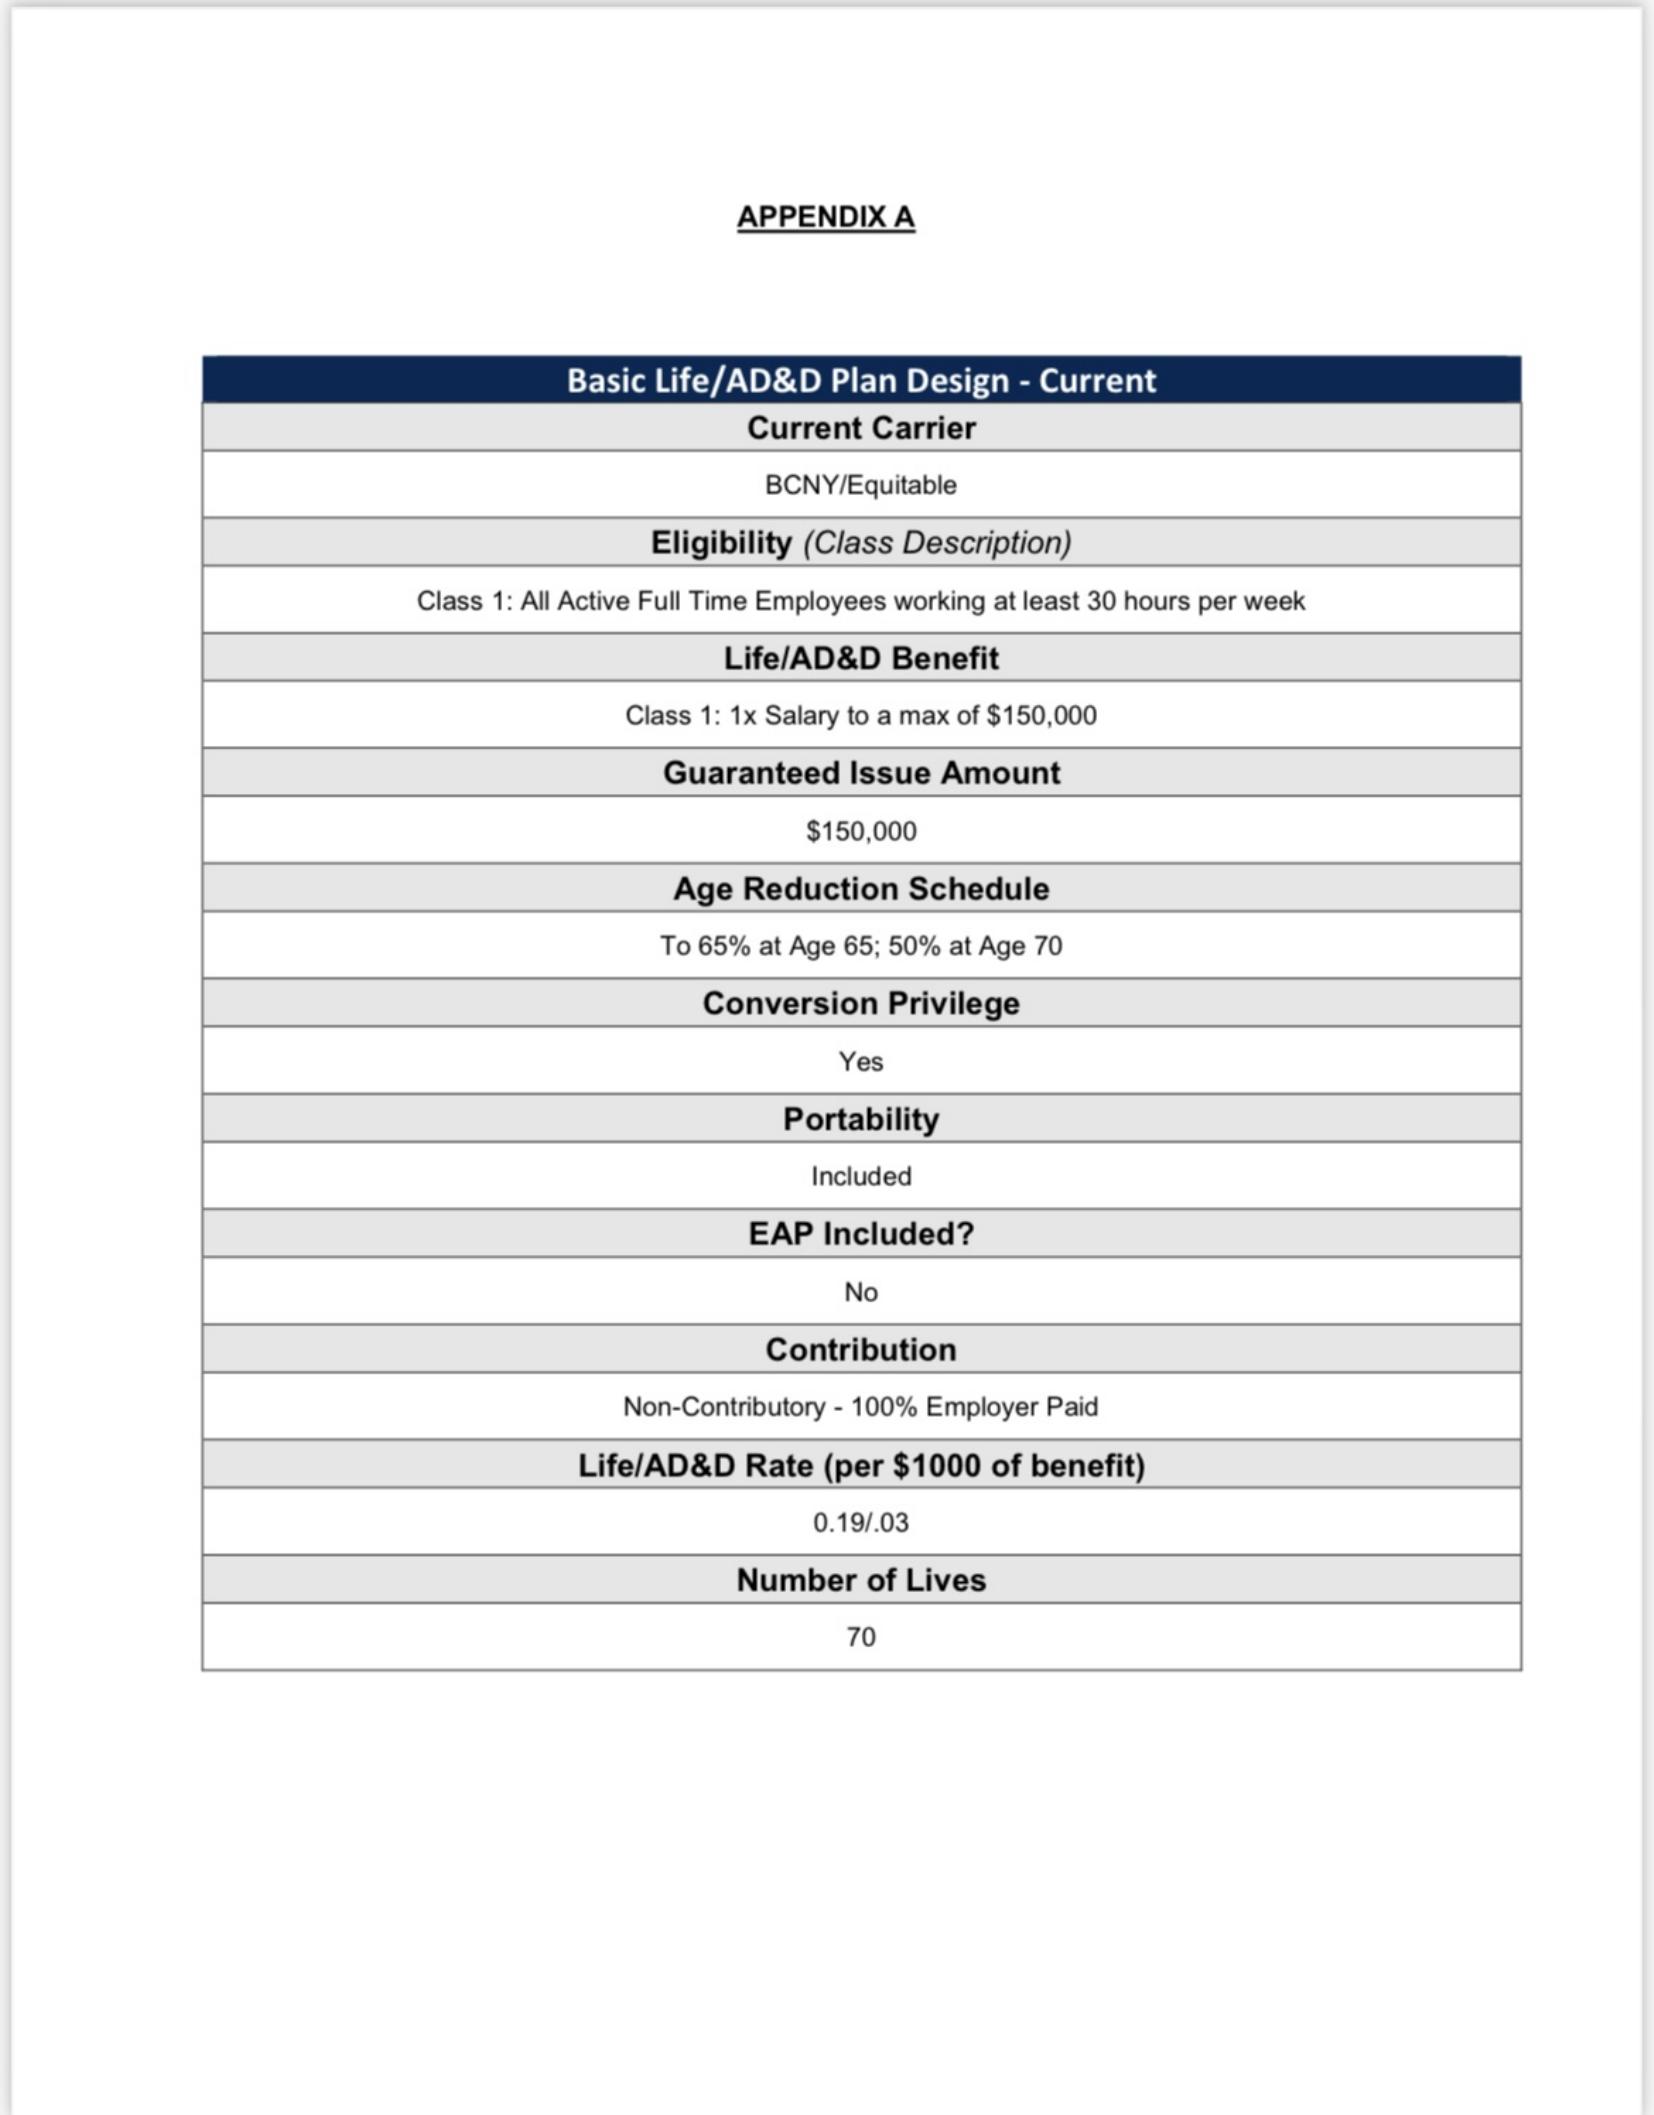 APPENDIX A
Basic Life/AD&D Plan Design - Current
Current Carrier
BCNY/Equitable
Eligibility (Class Description)
Class 1: All Active Full Time Employees working at least 30 hours per week
Life/AD&D Benefit
Class 1: 1x Salary to a max of $150,000
Guaranteed Issue Amount
$150,000
Age Reduction Schedule
To 65% at Age 65; 50% at Age 70
Conversion Privilege
Yes
Portability
Included
EAP Included?
No
Contribution
Non-Contributory - 100% Employer Paid
Life/AD&D Rate (per $1000 of benefit)
0.19/.03
Number of Lives
70